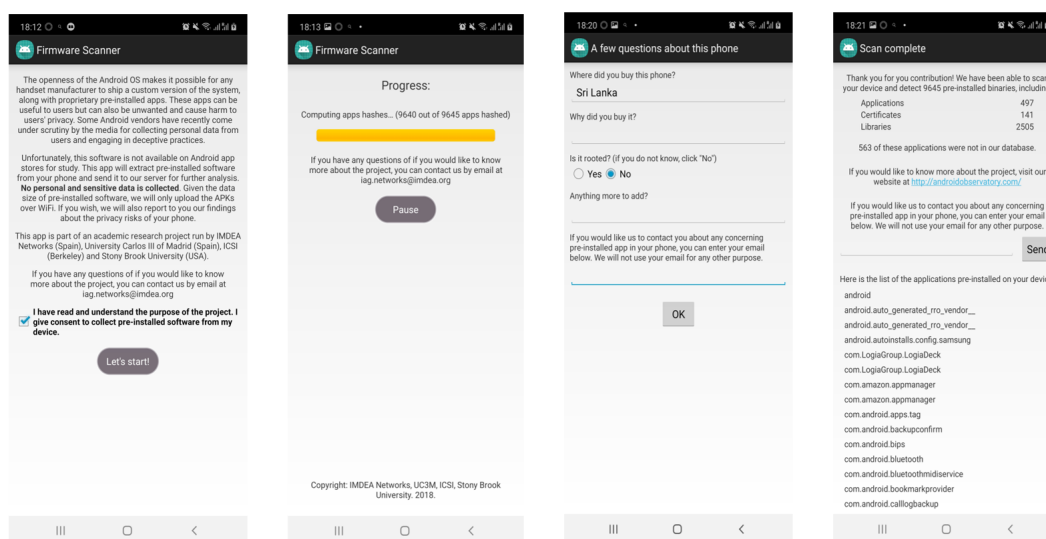 18:12
Firmware Scanner
The openness of the Android OS makes it possible for any
handset manufacturer to ship a custom version of the system,
along with proprietary pre-installed apps. These apps can be
useful to users but can also be unwanted and cause harm to
users' privacy. Some Android vendors have recently come
under scrutiny by the media for collecting personal data from
users and engaging in deceptive practices.
Unfortunately, this software is not available on Android app
stores for study. This app will extract pre-installed software
from your phone and send it to our server for further analysis.
No personal and sensitive data is collected. Given the data
size of pre-installed software, we will only upload the APKs
over WiFi. If you wish, we will also report to you our findings
about the privacy risks of your phone.
This app is part of an academic research project run by IMDEA
Networks (Spain), University Carlos III of Madrid (Spain), ICSI
(Berkeley) and Stony Brook University (USA).
If you have any questions of if you would like to know
more about the project, you can contact us by email at
iag.networks@imdea.org
I have read and understand the purpose of the project. I
give consent to collect pre-installed software from my
device.
Let's start!
18:13
Firmware Scanner
Progress:
Computing apps hashes... (9640 out of 9645 apps hashed)
If you have any questions of if you would like to know
more about the project, you can contact us by email at
iag.networks@imdea.org
Pause
Copyright: IMDEA Networks, UC3M, ICSI, Stony Brook
University. 2018.
18:20
A few questions about this phone
Where did you buy this phone?
Sri Lanka
Why did you buy it?
Is it rooted? (if you do not know, click "No")
Yes No
Anything more to add?
If you would like us to contact you about any concerning
pre-installed app in your phone, you can enter your email
below. We will not use your email for any other purpose.
OK
18:21
Scan complete
Thank you for you contribution! We have been able to scan
your device and detect 9645 pre-installed binaries, includin
Applications 497
Certificates 141
Libraries 2505
563 of these applications were not in our database.
If you would like to know more about the project, visit our
website at http://androidobservatory.com/
If you would like us to contact you about any concerning
pre-installed app in your phone, you can enter your email
below. We will not use your email for any other purpose.
Send
Here is the list of the applications pre-installed on your devic
android
android.auto_generated_rro_vendor__
android.auto_generated_rro_vendor__
android.autoinstalls.config.samsung
com.LogiaGroup.LogiaDeck
com.LogiaGroup.LogiaDeck
com.amazon.appmanager
com.amazon.appmanager
com.android.apps.tag
com.android.backupconfirm
com.android.bips
com.android.bluetooth
com.android.bluetoothmidiservice
com.android.bookmarkprovider
com.android.calllogbackup